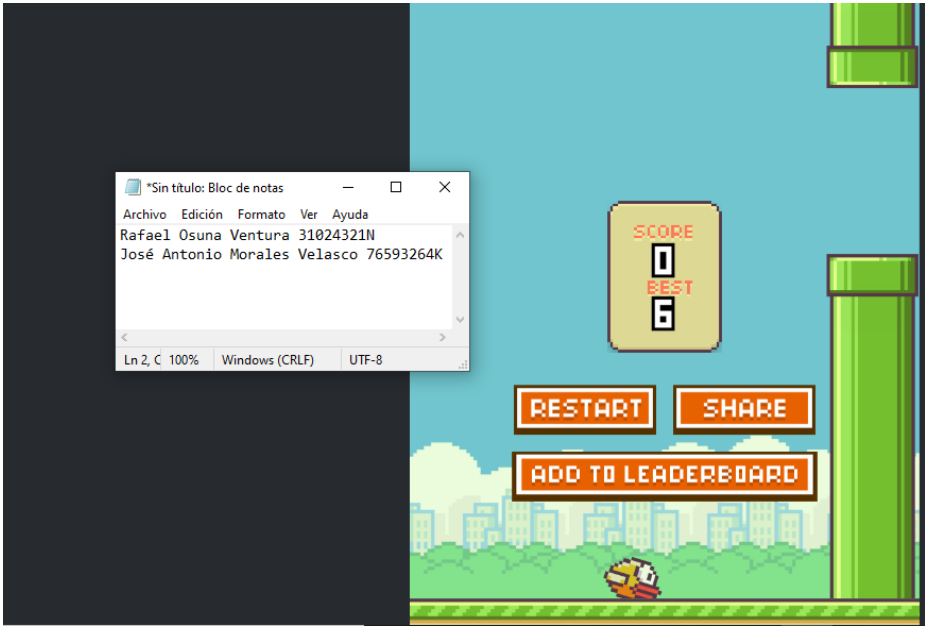 *Sin título: Bloc de notas
Archivo Edición Formato Ver Ayuda
Rafael Osuna Ventura 31024321N
José Antonio Morales Velasco 76593264K
Ln 2, C 100% Windows (CRLF) UTF-8
SCORE
0
BEST
6
RESTART SHARE
ADD TO LEADERBOARD